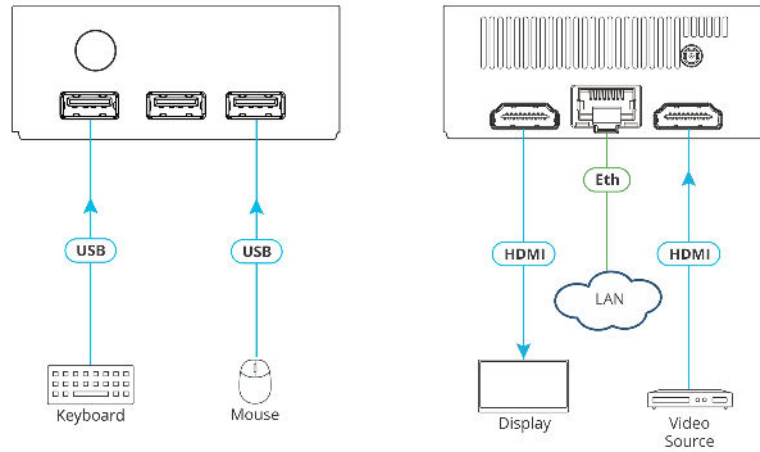 Eth
USB
USB
HDMI
HDMI
LAN
Keyboard
Mouse
Display
Video
Source